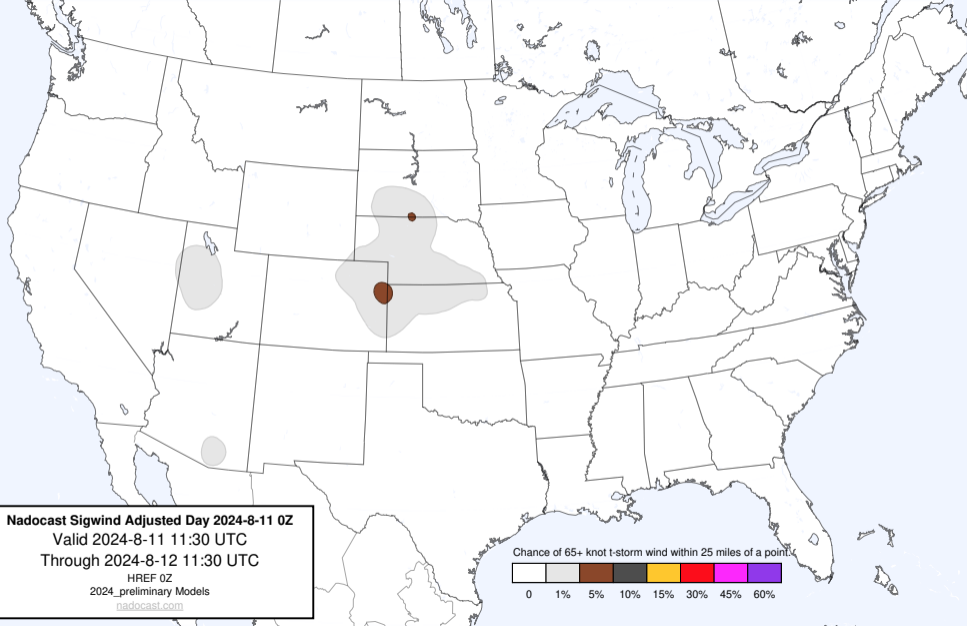 Nadocast Sigwind Adjusted Day 2024-8-11 0Z
Valid 2024-8-11 11:30 UTC
Through 2024-8-12 11:30 UTC
HREF 0Z
2024_preliminary Models
nadocast.com
Chance of 65+ knot t-storm wind within 25 miles of a point.
0 1% 5% 10% 15% 30% 45% 60%